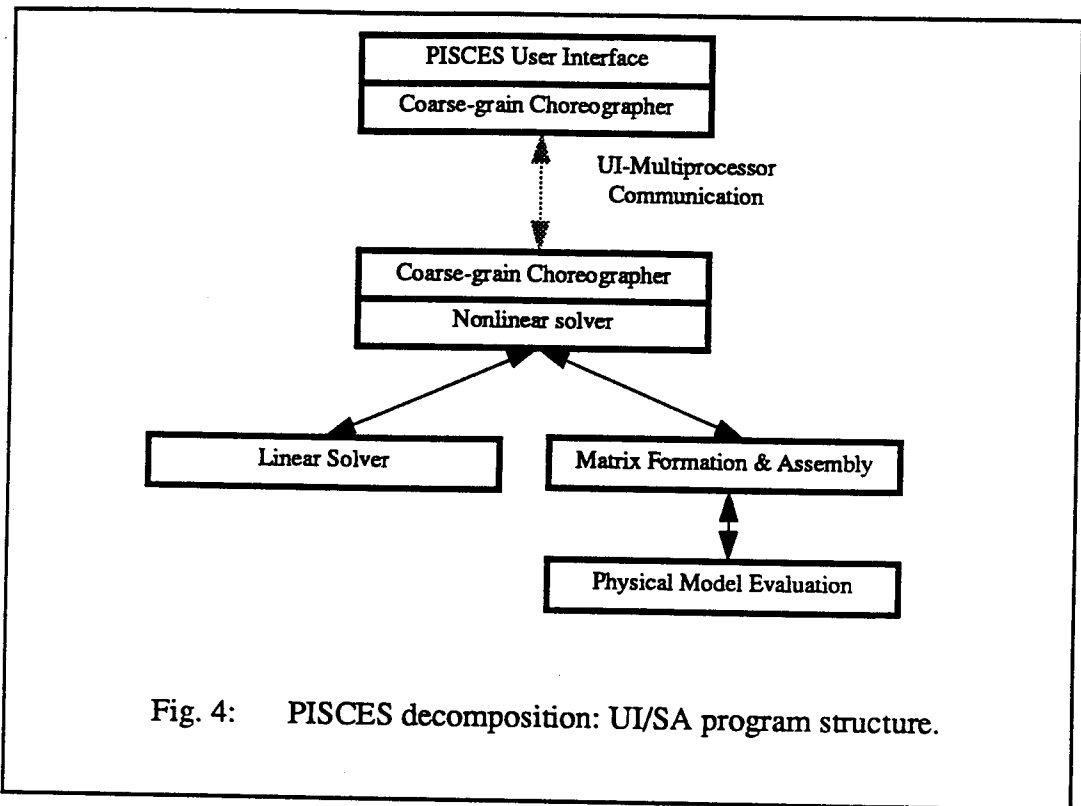 PISCES User Interface
Coarse-grain Choreographer
UI-Multiprocessor
Communication
Coarse-grain Choreographer
Nonlinear solver
Linear Solver
Matrix Formation & Assembly
Physical Model Evaluation
Fig. 4: PISCES decomposition: UI/SA program structure.